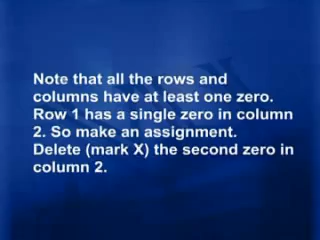 Note that all the rows and
columns have at least one zero.
Row 1 has a single zero in column
2. So make an assignment.
Delete (mark X) the second zero in
column 2.